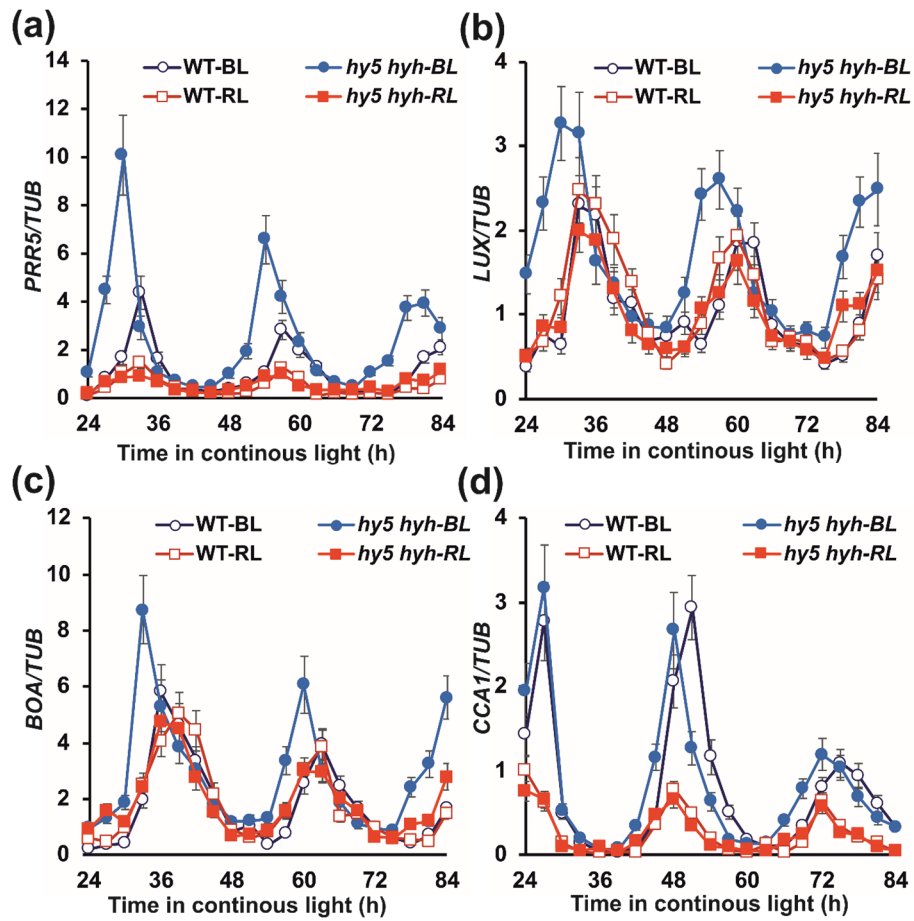 (a)
WT-BL hy5 hyh-BL
WT-RL hy5 hyh-RL
PRR5/TUB
14
12
10
8
6
4
2
0
24 36 48 60 72 84
Time in continous light (h)
(b)
WT-BL hy5 hyh-BL
WT-RL hy5 hyh-RL
LUX/TUB
4
3
2
1
0
24 36 48 60 72 84
Time in continous light (h)
(c)
WT-BL hy5 hyh-BL
WT-RL hy5 hyh-RL
BOA/TUB
12
10
8
6
4
2
0
24 36 48 60 72 84
Time in continous light (h)
(d)
WT-BL hy5 hyh-BL
WT-RL hy5 hyh-RL
CCA1/TUB
4
3
2
1
0
24 36 48 60 72 84
Time in continous light (h)